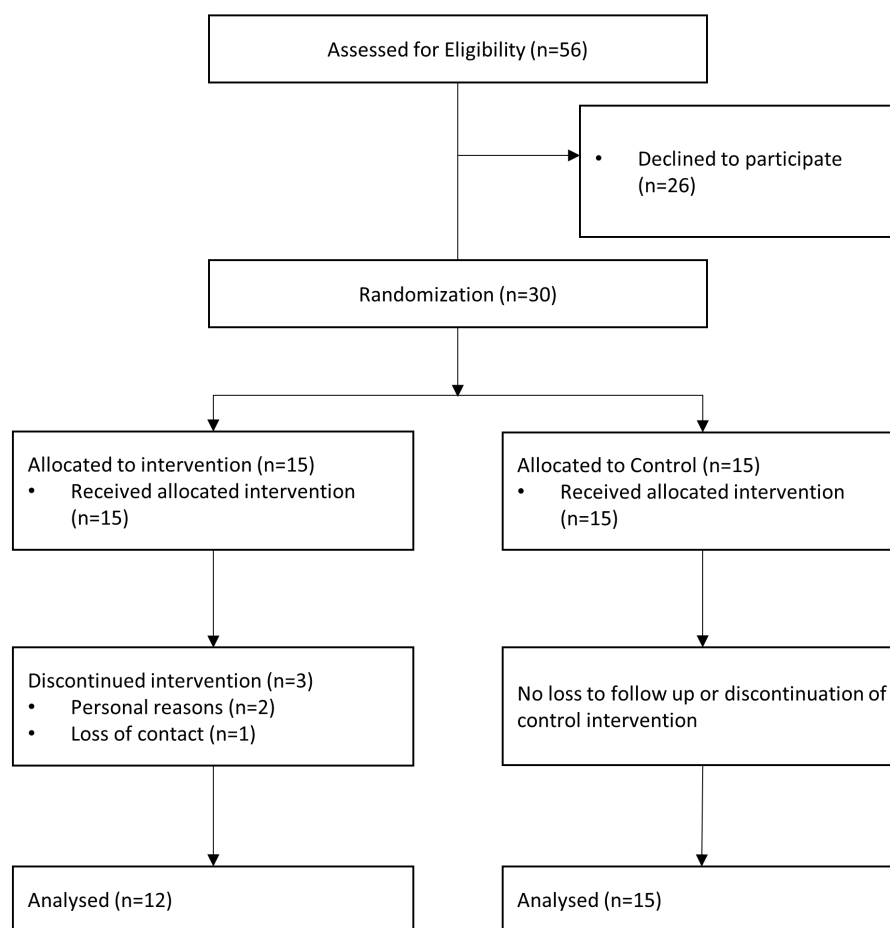 Assessed for Eligibility (n=56)
• Declined to participate
(n=26)
Randomization (n=30)
Allocated to intervention (n=15)
• Received allocated intervention
(n=15)
Allocated to Control (n=15)
• Received allocated intervention
(n=15)
Discontinued intervention (n=3)
• Personal reasons (n=2)
• Loss of contact (n=1)
No loss to follow up or discontinuation of
control intervention
Analysed (n=12)
Analysed (n=15)